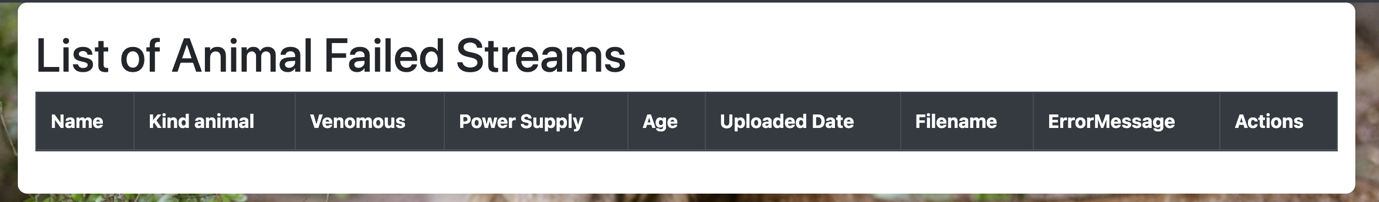 List of Animal Failed Streams
Name Kind animal Venomous Power Supply Age Uploaded Date Filename ErrorMessage Actions